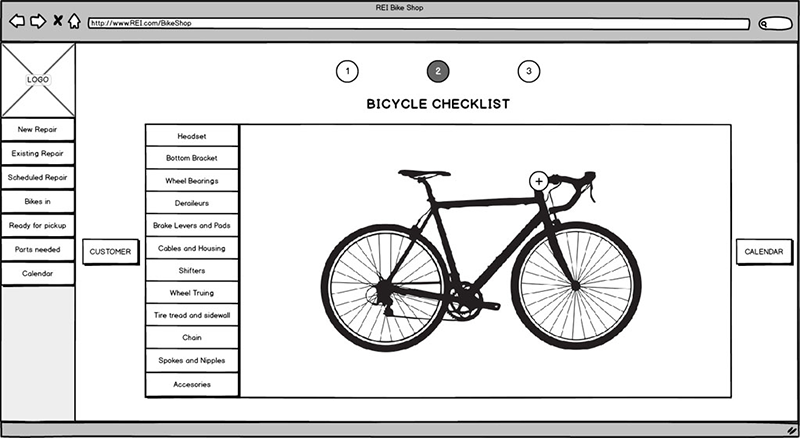 REI Bike Shop
http://www.REI.com/BikeShop
LOGO
New Repair
Existing Repair
Scheduled Repair
Bikes in
Ready for pickup
Parts needed
Calendar
1
2
3
BICYCLE CHECKLIST
CUSTOMER
Headset
Bottom Bracket
Wheel Bearings
Deraileurs
Brake Levers and Pads
Cables and Housing
Shifters
Wheel Truing
Tire tread and sidewall
Chain
Spokes and Nipples
Accesories
+
CALENDAR